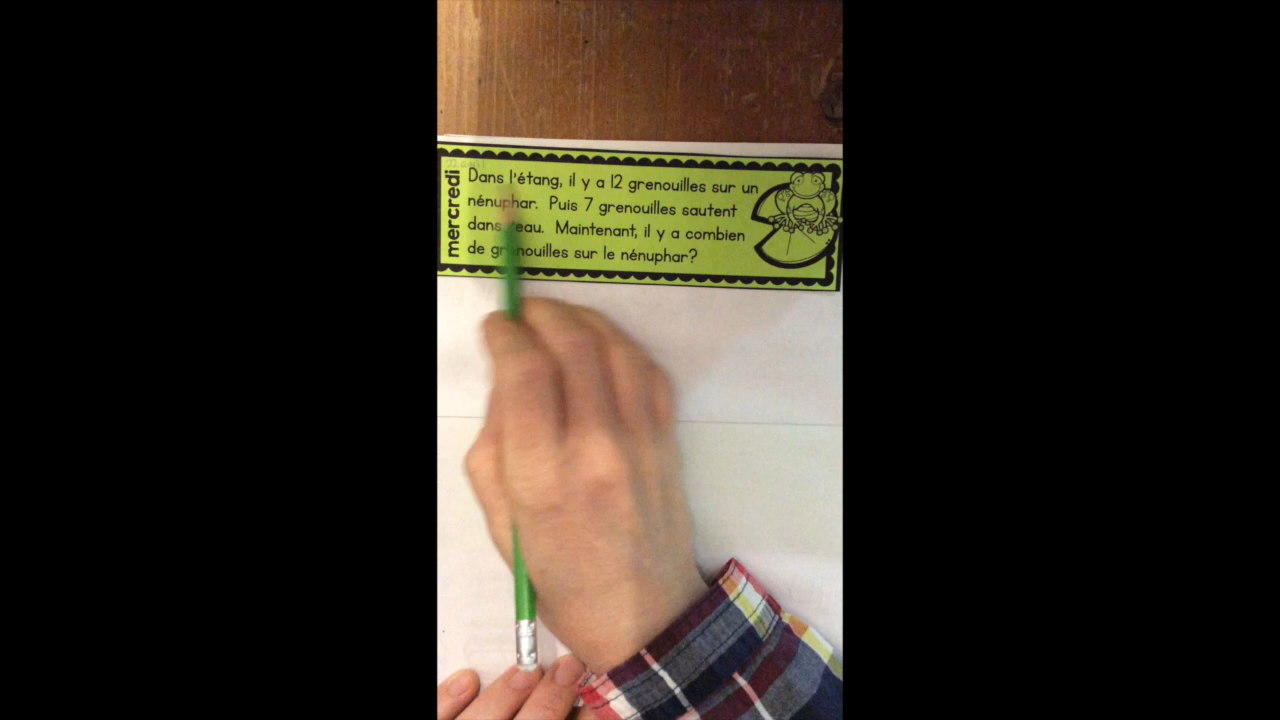 mercredi
Dans l'étang, il y a 12 grenouilles sur un
nénuphar. Puis 7 grenouilles sautent
dans l'eau. Maintenant, il y a combien
de grenouilles sur le nénuphar?